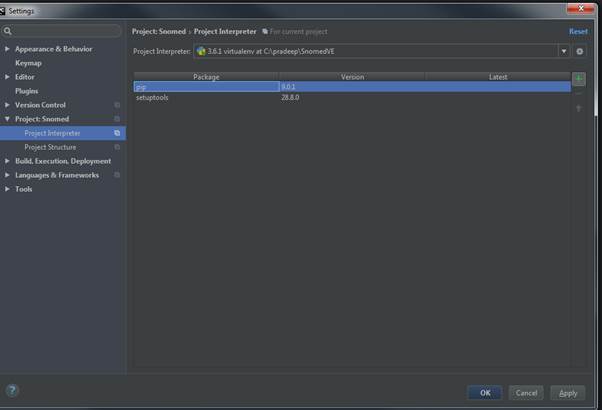 Settings
Project: Snomed › Project Interpreter For current project Reset
Appearance & Behavior
Keymap
Editor
Plugins
Version Control
Project: Snomed
Project Interpreter
Project Structure
Build, Execution, Deployment
Languages & Frameworks
Tools
Project Interpreter: 3.6.1 virtualenv at C:\pradeep\SnomedVE
Package Version Latest
pip 9.0.1
setuptools 28.8.0
? OK Cancel Apply